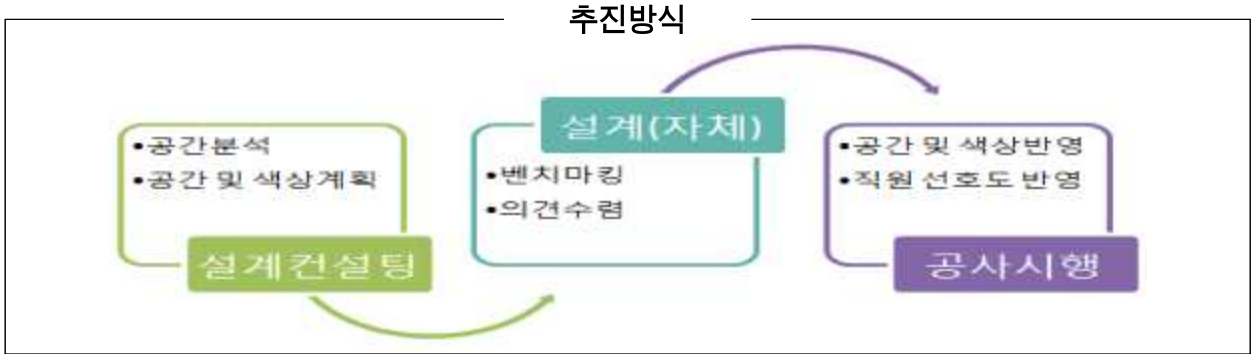 추진방식
•공간분석
•공간 및 색상계획
설계컨설팅
설계(자체)
•벤치마킹
•의견수렴
•공간 및 색상반영
•직원 선호도 반영
공사시행